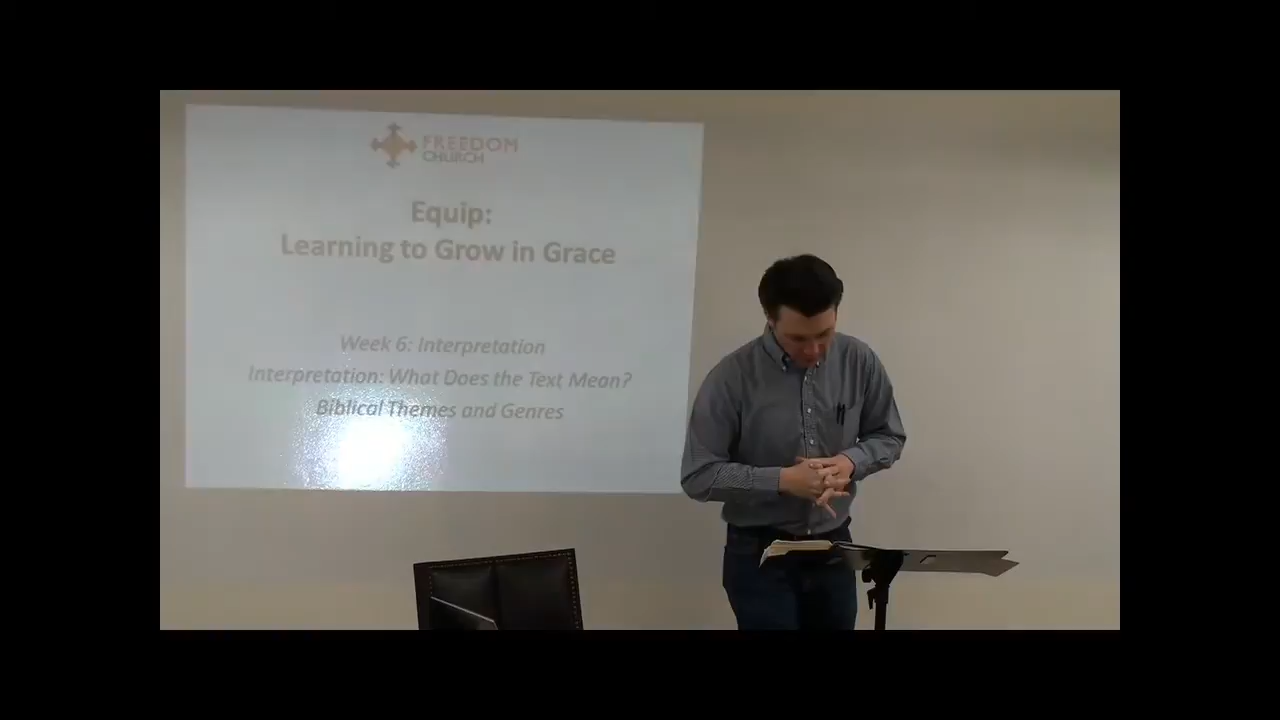 FREEDOM
CHURCH
Equip:
Learning to Grow in Grace
Week 6: Interpretation
Interpretation: What Does the Text Mean?
Biblical Themes and Genres